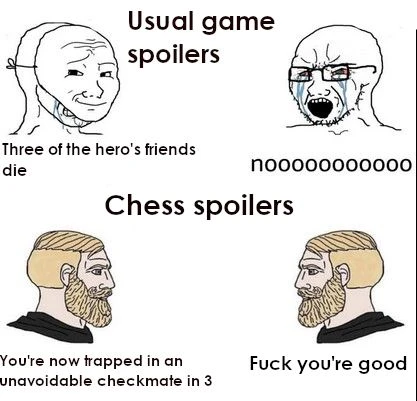 Usual game
spoilers
Three of the hero's friends
die
nooooooooooo
Chess spoilers
You're now trapped in an
unavoidable checkmate in 3
Fuck you're good